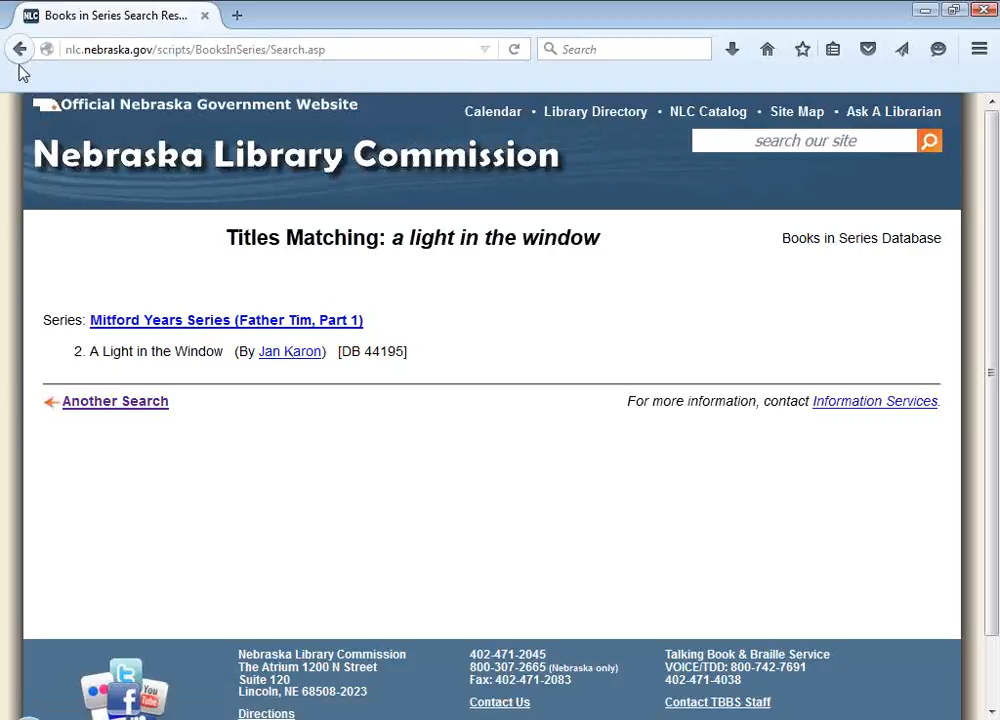 NLC Books in Series Search Res...
nlc.nebraska.gov/scripts/BooksInSeries/Search.asp
Search
Official Nebraska Government Website
Calendar • Library Directory • NLC Catalog • Site Map • Ask A Librarian
Nebraska Library Commission
search our site
Titles Matching: a light in the window
Books in Series Database
Series: Mitford Years Series (Father Tim, Part 1)
2. A Light in the Window (By Jan Karon) [DB 44195]
Another Search
For more information, contact Information Services.
Nebraska Library Commission
The Atrium 1200 N Street
Suite 120
Lincoln, NE 68508-2023
Directions
402-471-2045
800-307-2665 (Nebraska only)
Fax: 402-471-2083
Contact Us
Talking Book & Braille Service
VOICE/TDD: 800-742-7691
402-471-4038
Contact TBBS Staff
You
Tube